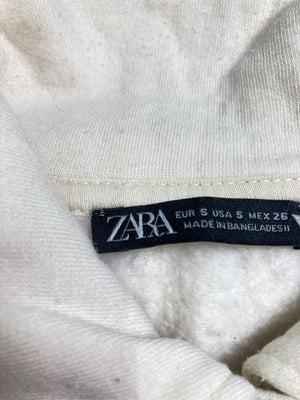 ZARA
EUR S USA S MEX 26
MADE IN BANGLADESH